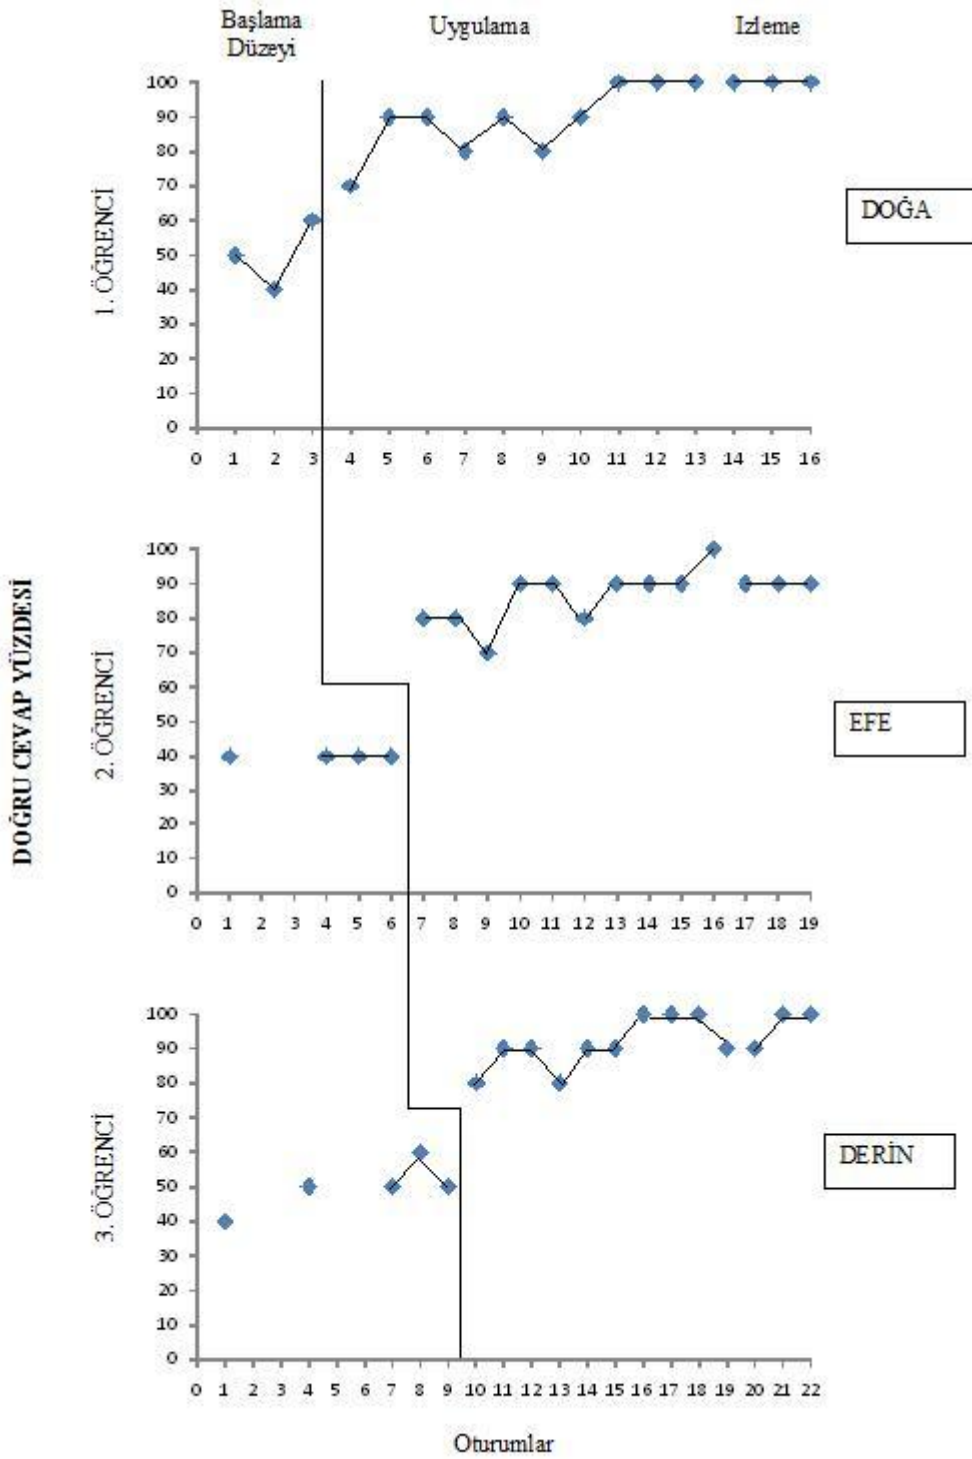 Başlama
Düzeyi
Uygulama
Izleme
DOĞRU CEVAP YÜZDESİ
1. ÖĞRENCİ
100
90
80
70
60
50
40
30
20
10
0
0 1 2 3 4 5 6 7 8 9 10 11 12 13 14 15 16
DOĞA
2. ÖĞRENCİ
100
90
80
70
60
50
40
30
20
10
0
0 1 2 3 4 5 6 7 8 9 10 11 12 13 14 15 16 17 18 19
EFE
3. ÖĞRENCİ
100
90
80
70
60
50
40
30
20
10
0
0 1 2 3 4 5 6 7 8 9 10 11 12 13 14 15 16 17 18 19 20 21 22
DERİN
Oturumlar